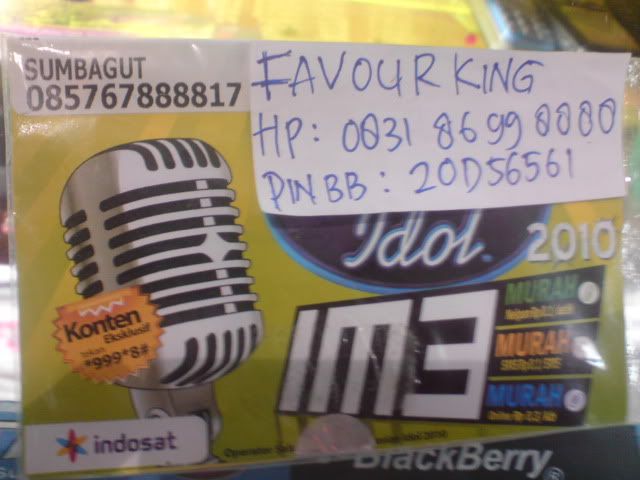 SUMBAGUT
085767888817
FAVOUR KING
HP : 0831 8699 8880
PIN BB : 20D56561
Idol
2010
IM3
MURAH
MURAH
MURAH
Konten
Eksklusif
*999*8#
indosat
BlackBerry